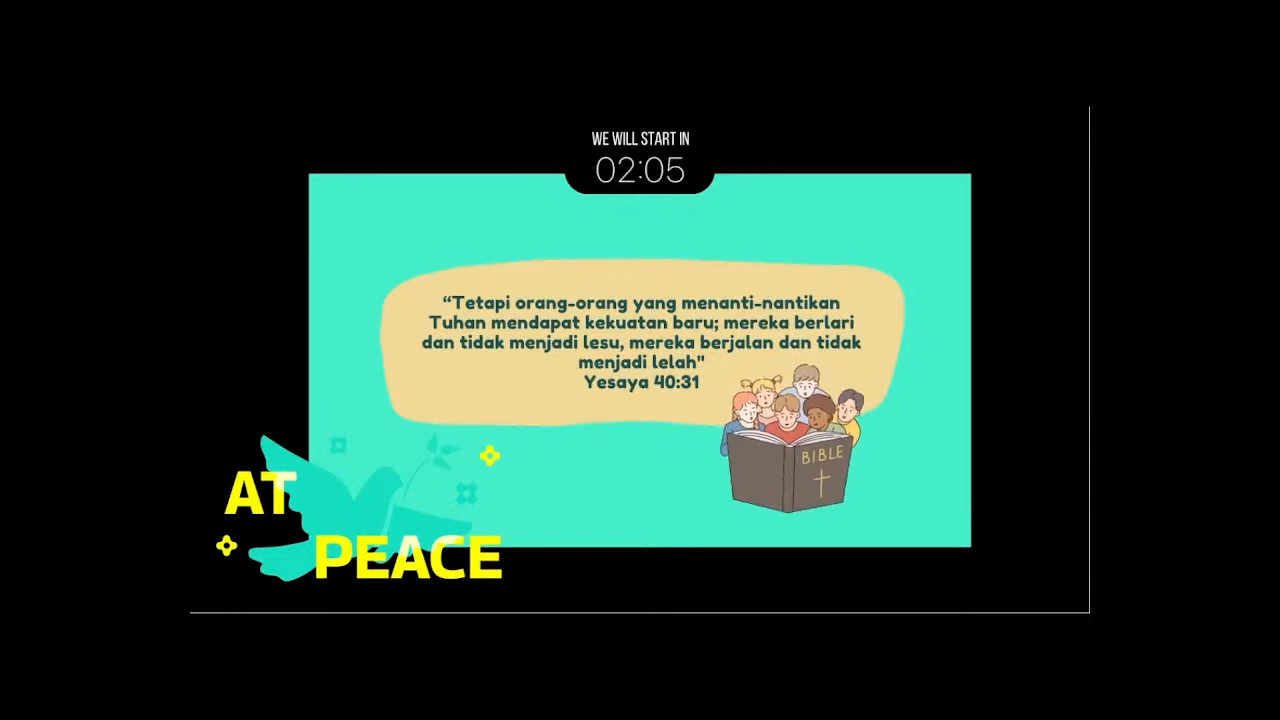 WE WILL START IN
02:05
“Tetapi orang-orang yang menanti-nantikan
Tuhan mendapat kekuatan baru; mereka berlari
dan tidak menjadi lesu, mereka berjalan dan tidak
menjadi lelah"
Yesaya 40:31
BIBLE
AT
PEACE